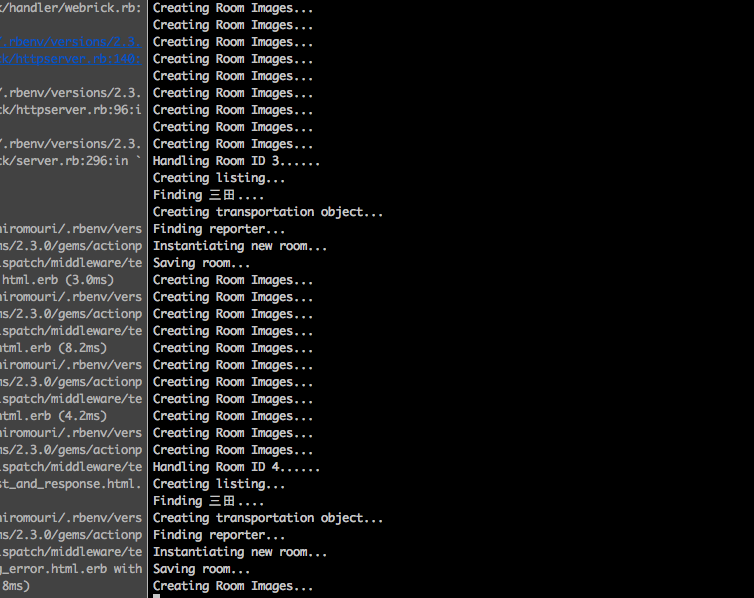 k/handler/webrick.rb:
/.rbenv/versions/2.3.
ck/httpserver.rb:140:
/.rbenv/versions/2.3.
ck/httpserver.rb:96:i
/.rbenv/versions/2.3.
ck/server.rb:296:in `
hiromouri/.rbenv/vers
ms/2.3.0/gems/actionp
ispatch/middleware/te
.html.erb (3.0ms)
hiromouri/.rbenv/vers
ms/2.3.0/gems/actionp
ispatch/middleware/te
html.erb (8.2ms)
hiromouri/.rbenv/vers
ms/2.3.0/gems/actionp
ispatch/middleware/te
html.erb (4.2ms)
hiromouri/.rbenv/vers
ms/2.3.0/gems/actionp
ispatch/middleware/te
st_and_response.html.
hiromouri/.rbenv/vers
ms/2.3.0/gems/actionp
ispatch/middleware/te
g_error.html.erb with
.8ms)
Creating Room Images...
Creating Room Images...
Creating Room Images...
Creating Room Images...
Creating Room Images...
Creating Room Images...
Creating Room Images...
Creating Room Images...
Creating Room Images...
Handling Room ID 3......
Creating listing...
Finding 三田....
Creating transportation object...
Finding reporter...
Instantiating new room...
Saving room...
Creating Room Images...
Creating Room Images...
Creating Room Images...
Creating Room Images...
Creating Room Images...
Creating Room Images...
Creating Room Images...
Creating Room Images...
Creating Room Images...
Creating Room Images...
Creating Room Images...
Handling Room ID 4......
Creating listing...
Finding 三田....
Creating transportation object...
Finding reporter...
Instantiating new room...
Saving room...
Creating Room Images...